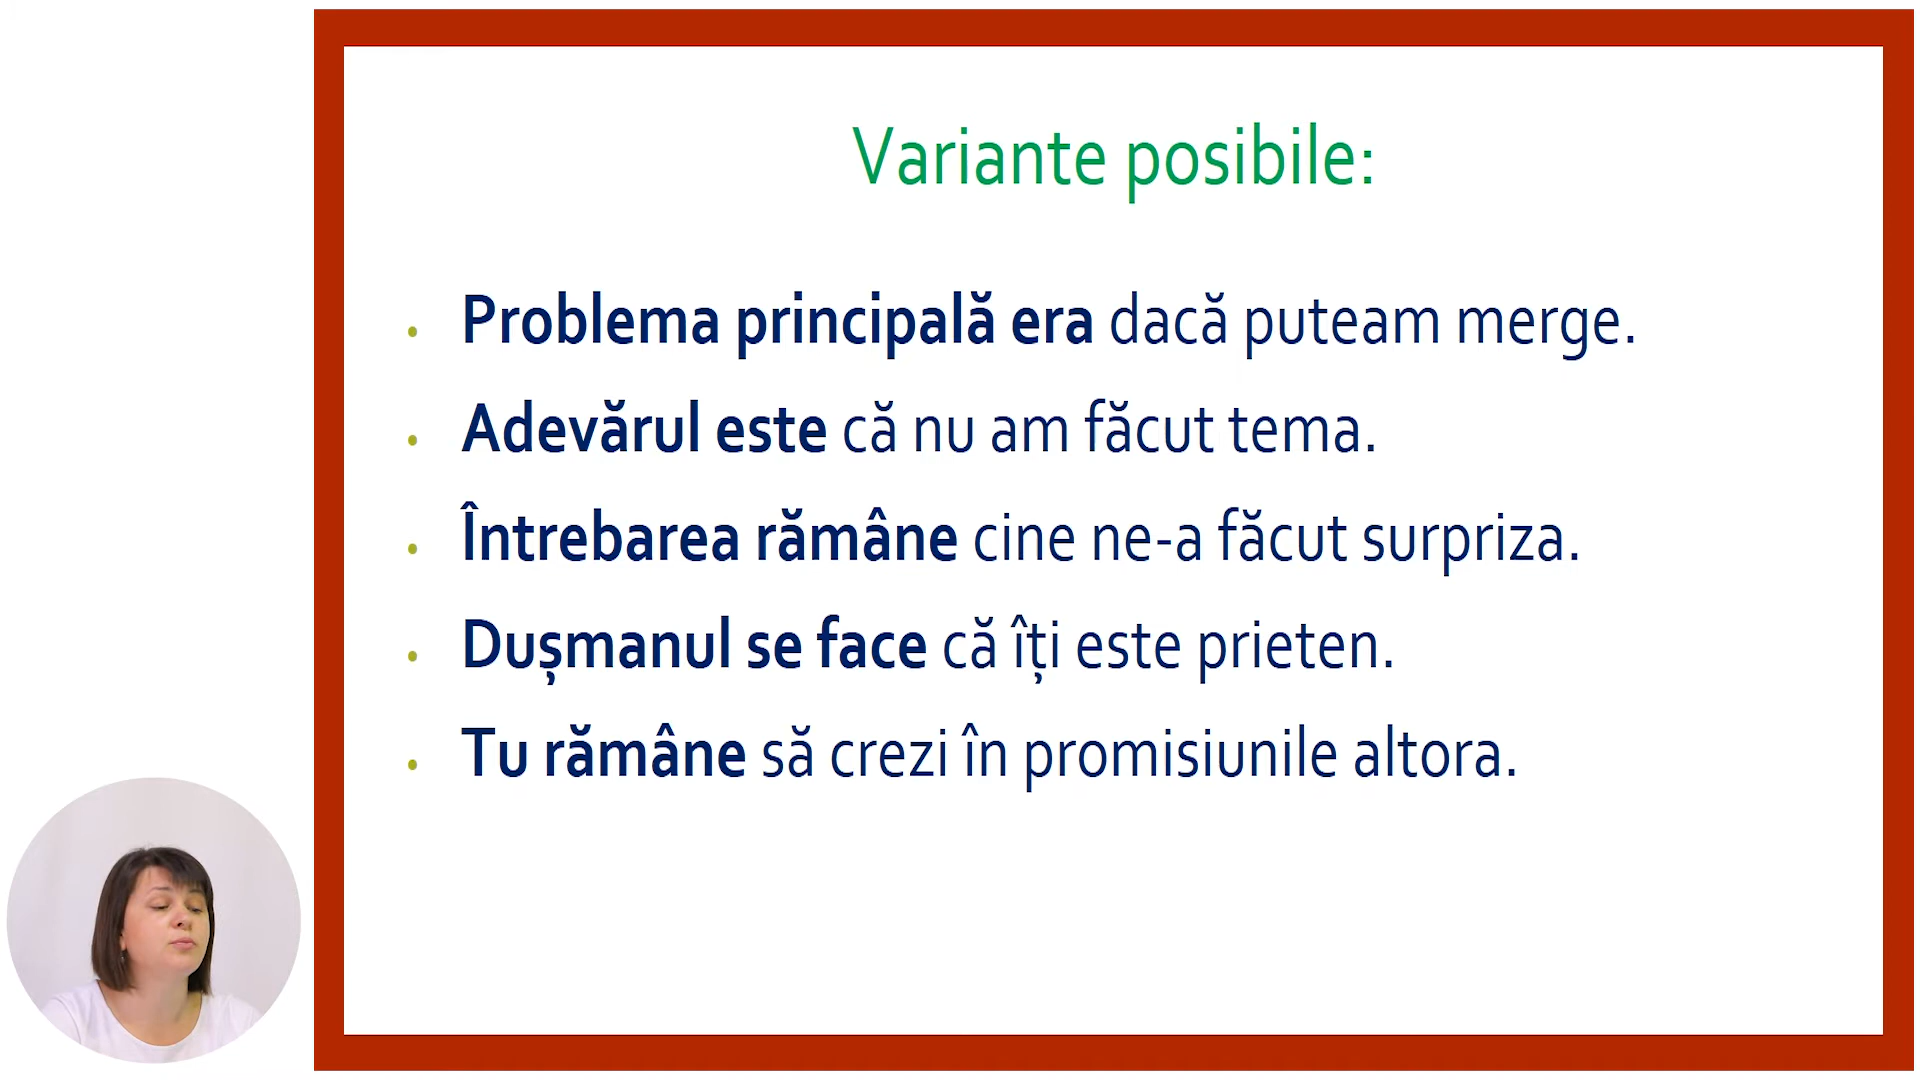 Variante posibile:
• Problema principală era dacă puteam merge.
• Adevărul este că nu am făcut tema.
• Întrebarea rămâne cine ne-a făcut surpriza.
• Dușmanul se face că îți este prieten.
• Tu rămâne să crezi în promisiunile altora.